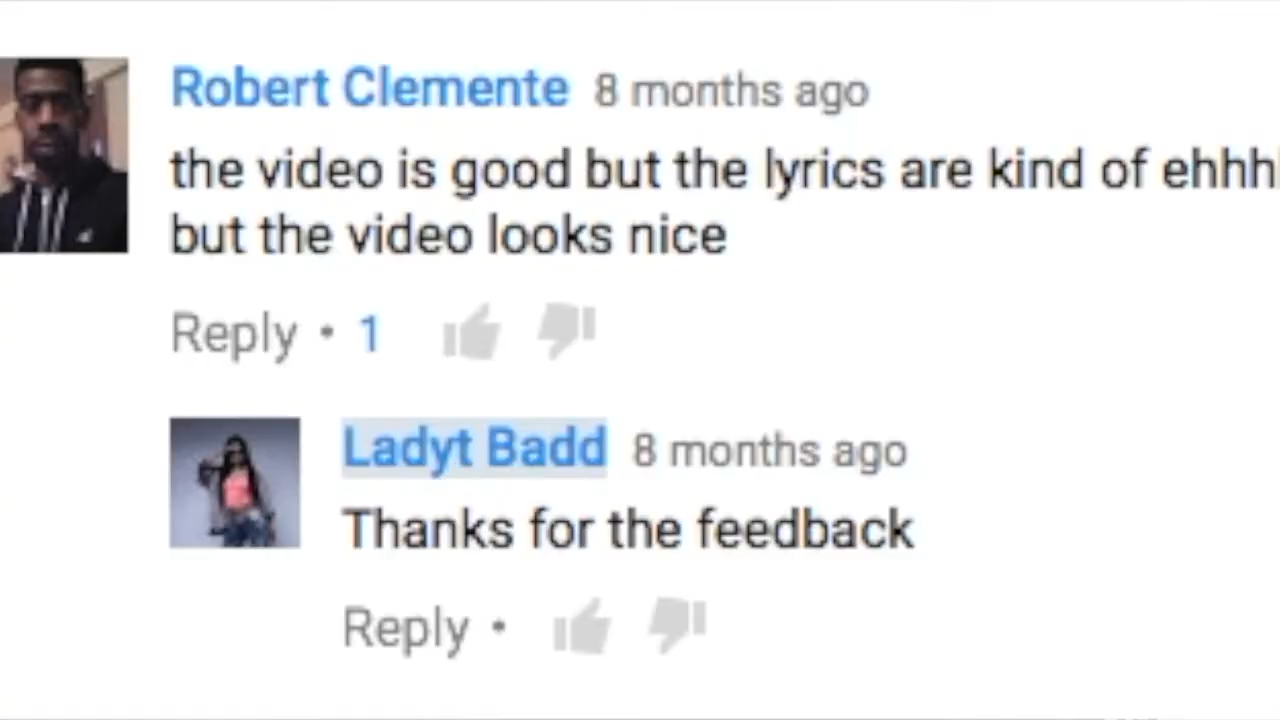 Robert Clemente 8 months ago
the video is good but the lyrics are kind of ehhh
but the video looks nice
Reply • 1
Ladyt Badd 8 months ago
Thanks for the feedback
Reply •